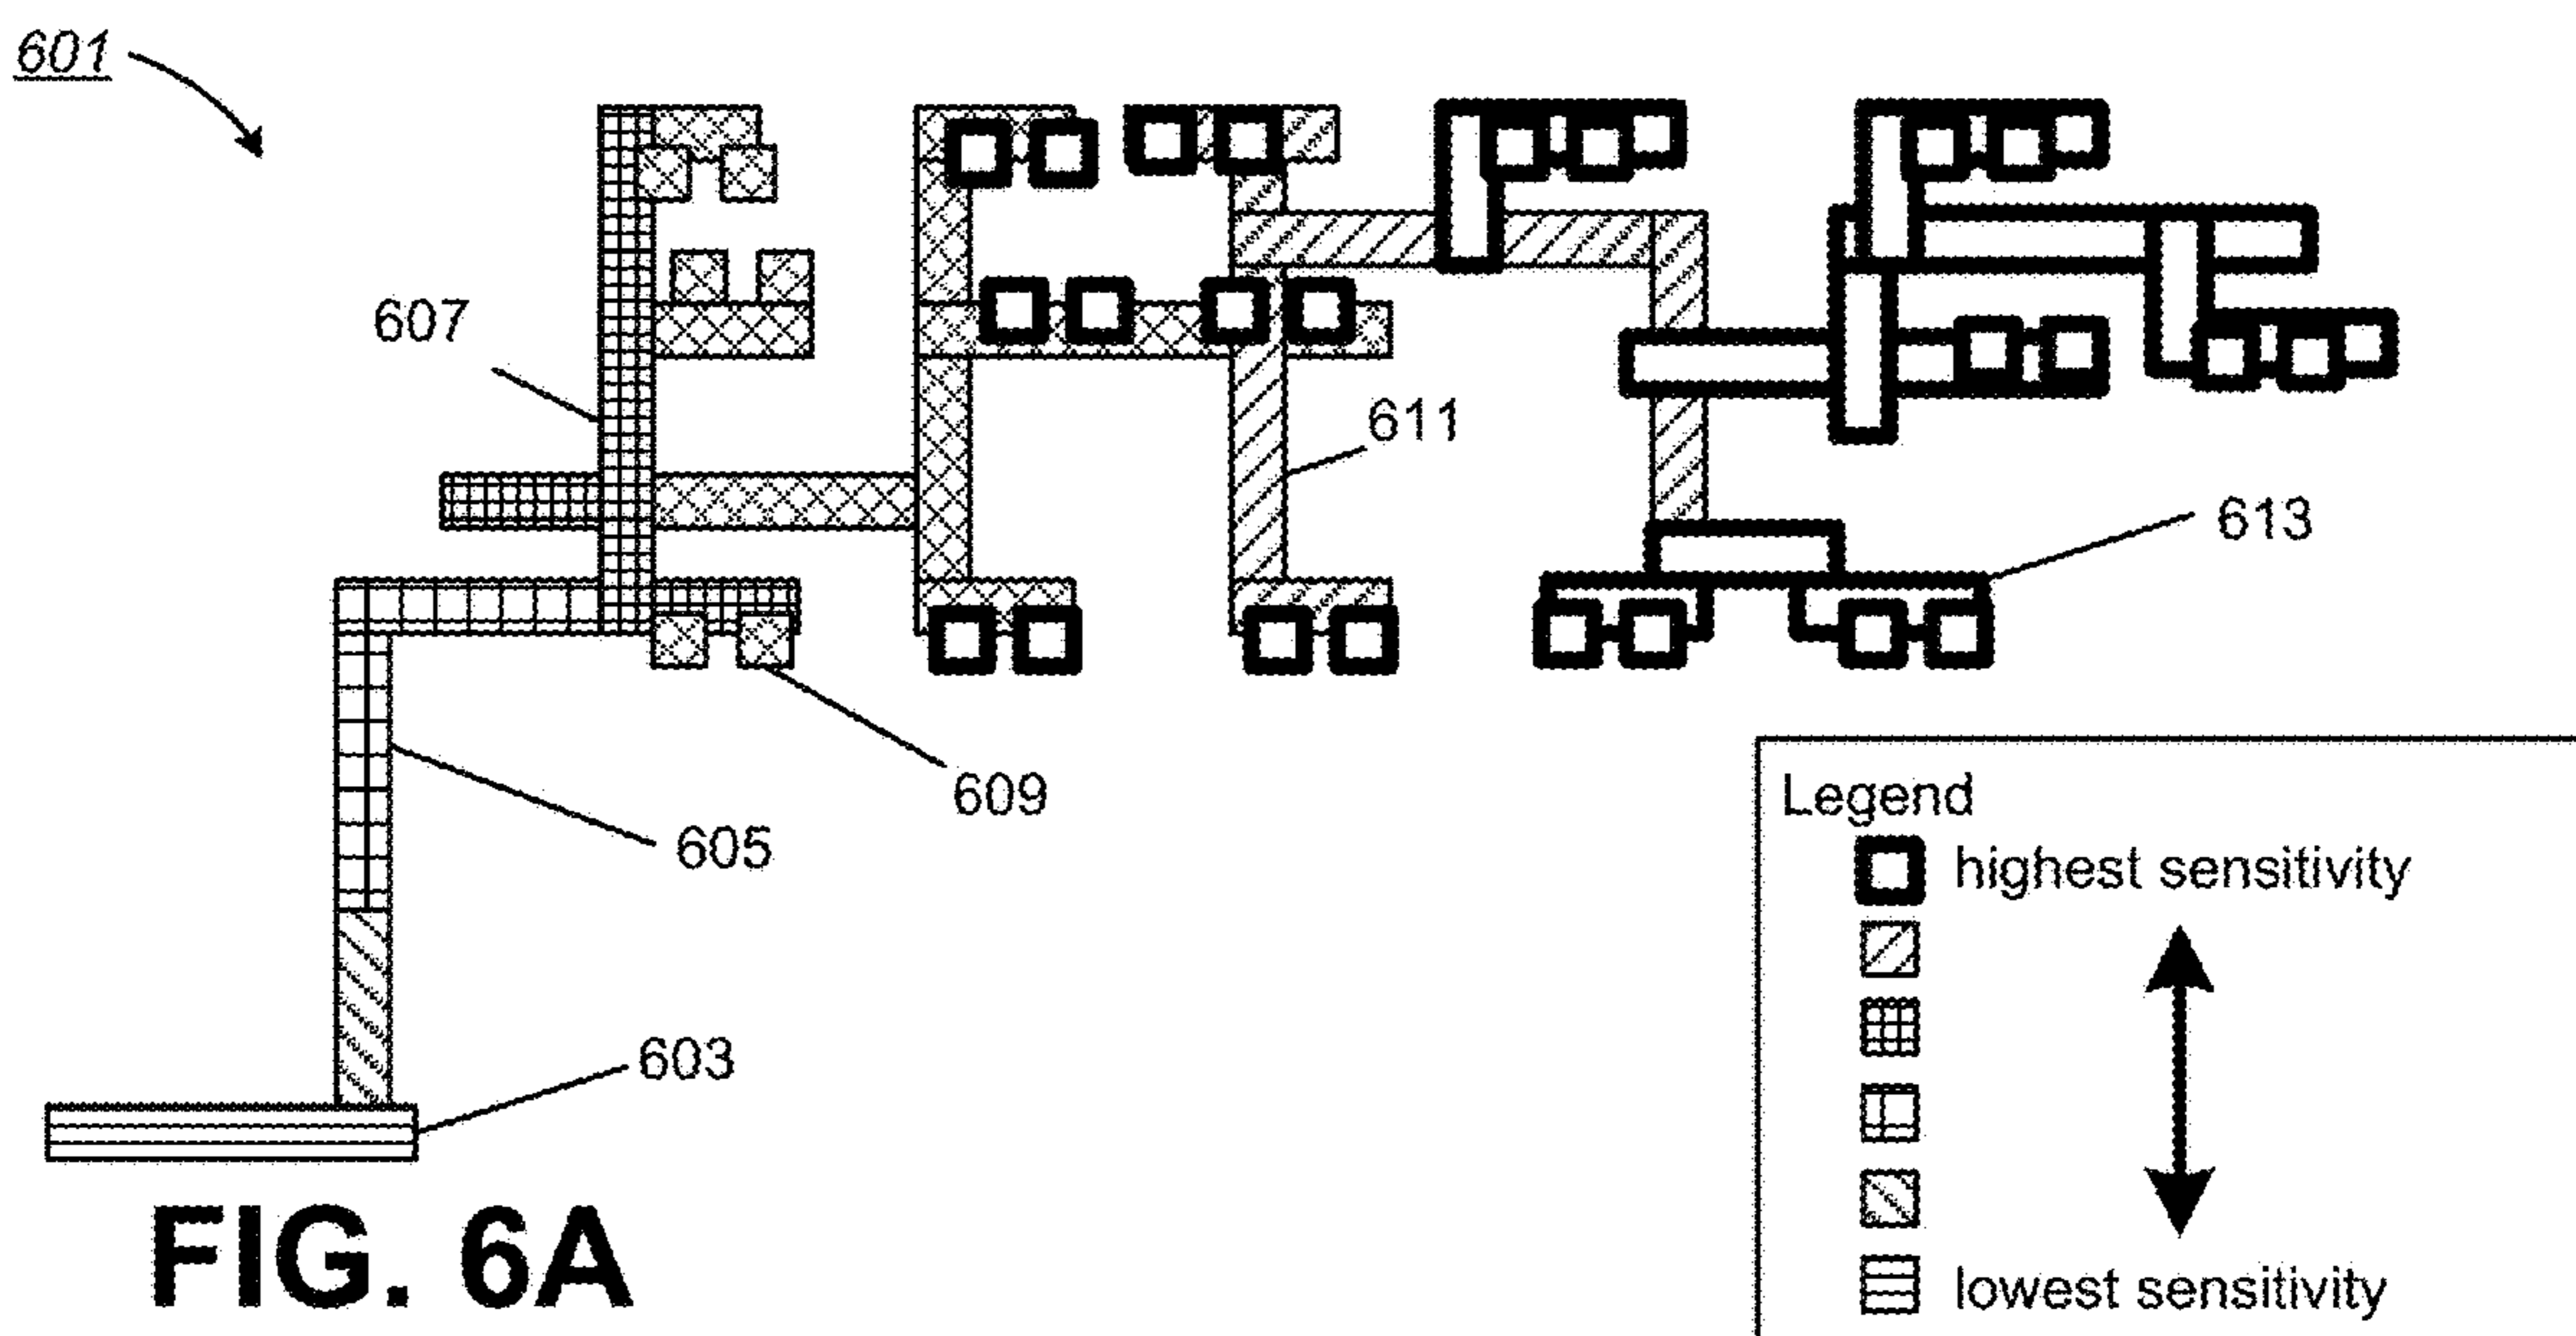 601
607
611
613
609
605
603
Legend
highest sensitivity
lowest sensitivity
FIG. 6A